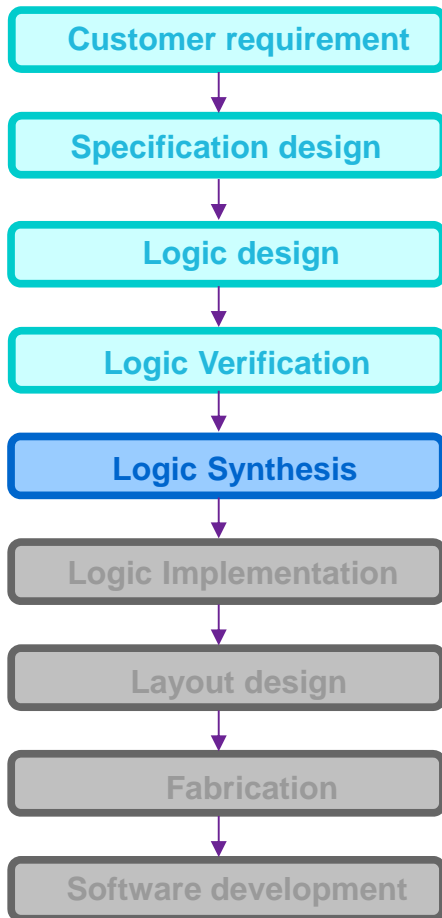 Customer requirement
Specification design
Logic design
Logic Verification
Logic Synthesis
Logic Implementation
Layout design
Fabrication
Software development